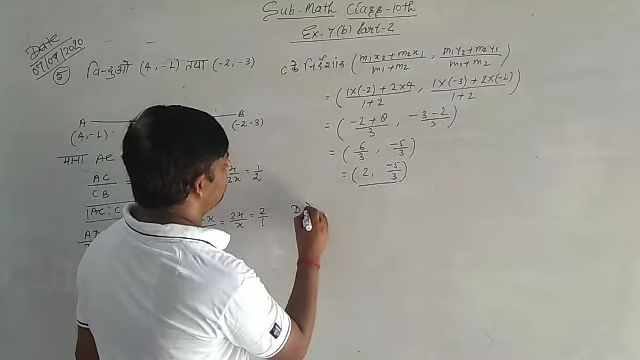 Sub-Math Class-10th
Ex-7(b) Part-2
Date
07/09/2020
5 बिन्दुओं (4, -1) तथा (-2, -3)
A B
(4, -1) (-2, -3)
माना AC
AC/CB = x/2x = 1/2
AC : C
= 2x/x = 2/1
C के निर्देशांक (m₁x₂+m₂x₁/m₁+m₂, m₁y₂+m₂y₁/m₁+m₂)
= (1×(-2)+2×4/1+2, 1×(-3)+2×(-1)/1+2)
= (-2+8/3, -3-2/3)
= (6/3, -5/3)
= (2, -5/3)
D